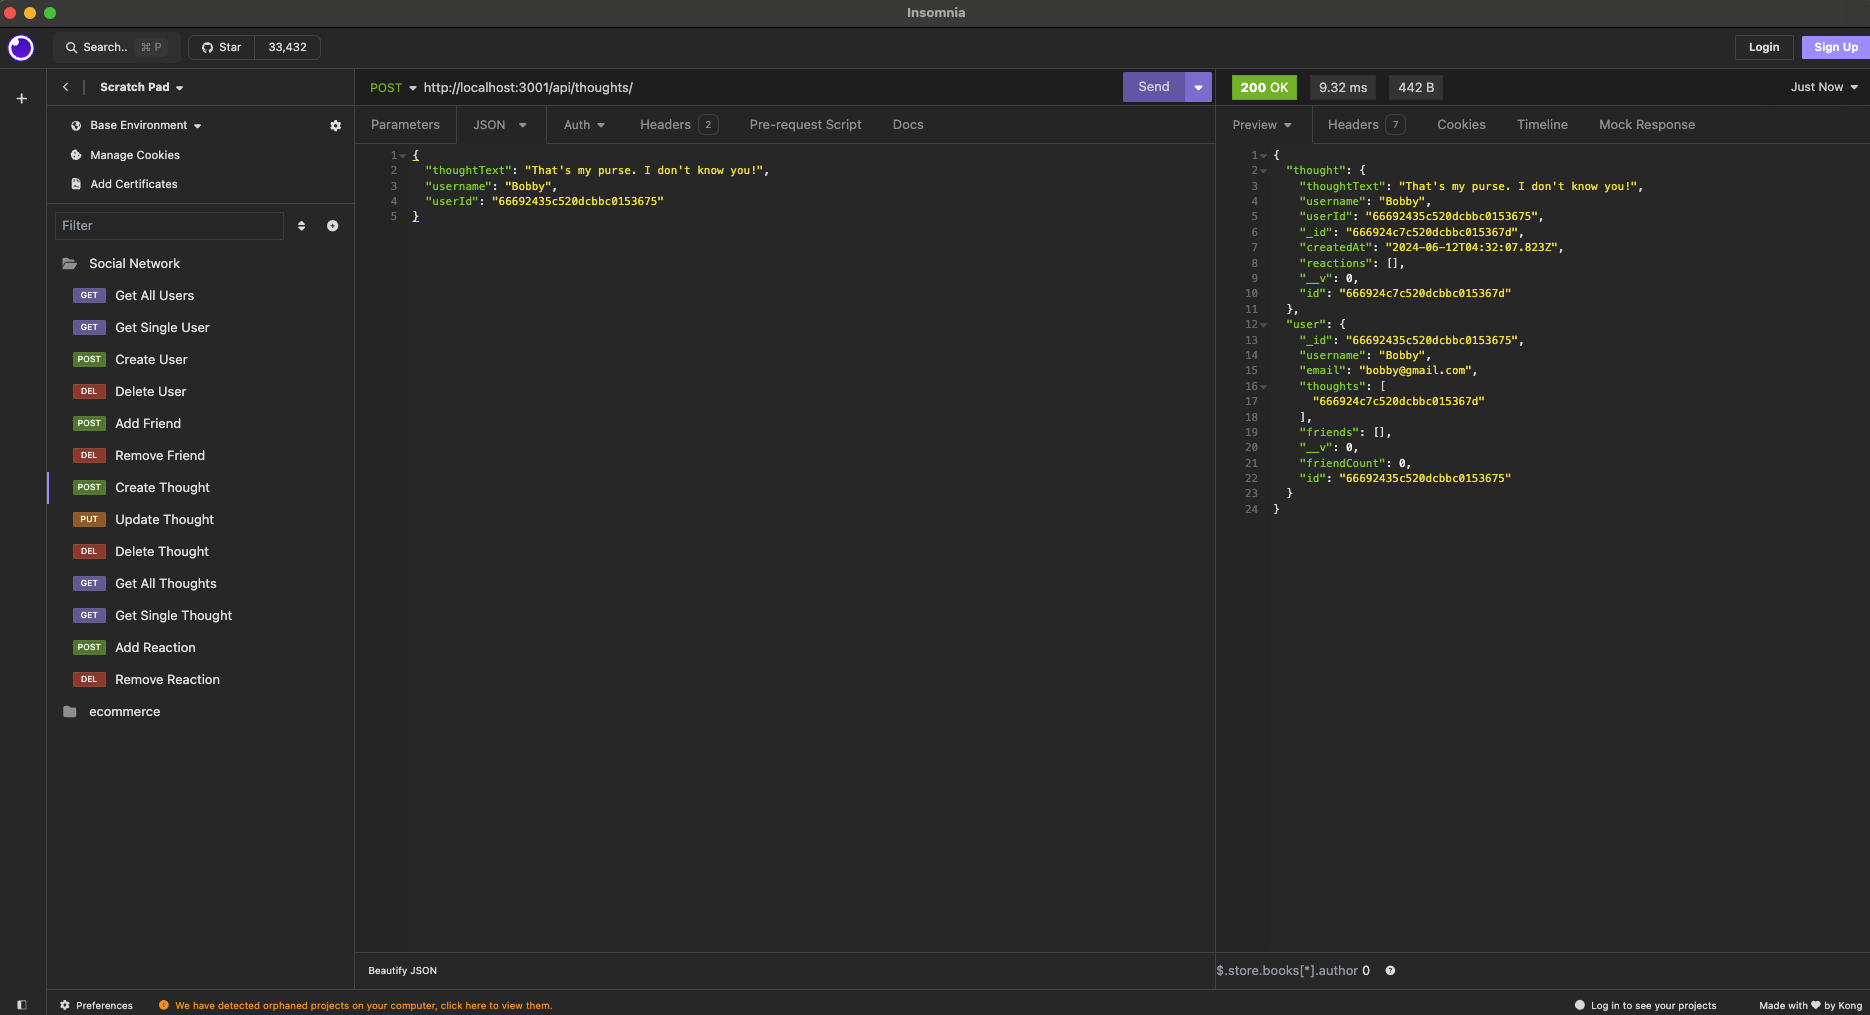 Insomnia
Search.. ⌘ P
Star 33,432
Login
Sign Up
Scratch Pad
Base Environment
Manage Cookies
Add Certificates
Filter
Social Network
GET Get All Users
GET Get Single User
POST Create User
DEL Delete User
POST Add Friend
DEL Remove Friend
POST Create Thought
PUT Update Thought
DEL Delete Thought
GET Get All Thoughts
GET Get Single Thought
POST Add Reaction
DEL Remove Reaction
ecommerce
POST http://localhost:3001/api/thoughts/
Send
Parameters JSON Auth Headers 2 Pre-request Script Docs
1 {
2 "thoughtText": "That's my purse. I don't know you!",
3 "username": "Bobby",
4 "userId": "66692435c520dcbbc0153675"
5 }
Beautify JSON
200 OK 9.32 ms 442 B Just Now
Preview Headers 7 Cookies Timeline Mock Response
1 {
2 "thought": {
3 "thoughtText": "That's my purse. I don't know you!",
4 "username": "Bobby",
5 "userId": "66692435c520dcbbc0153675",
6 "_id": "666924c7c520dcbbc015367d",
7 "createdAt": "2024-06-12T04:32:07.823Z",
8 "reactions": [],
9 "__v": 0,
10 "id": "666924c7c520dcbbc015367d"
11 },
12 "user": {
13 "_id": "66692435c520dcbbc0153675",
14 "username": "Bobby",
15 "email": "bobby@gmail.com",
16 "thoughts": [
17 "666924c7c520dcbbc015367d"
18 ],
19 "friends": [],
20 "__v": 0,
21 "friendCount": 0,
22 "id": "66692435c520dcbbc0153675"
23 }
24 }
$.store.books[*].author 0
Preferences
We have detected orphaned projects on your computer, click here to view them.
Log in to see your projects
Made with ♥ by Kong